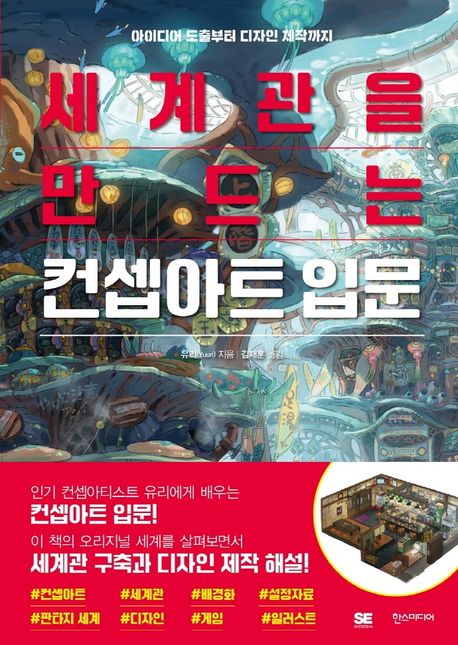 아이디어 도출부터 디자인 제작까지
세계관을
만드는
컨셉아트 입문
유리(Yuuri) 지음 | 김재훈 옮김
인기 컨셉아티스트 유리에게 배우는
컨셉아트 입문!
이 책의 오리지널 세계를 살펴보면서
세계관 구축과 디자인 제작 해설!
#컨셉아트 #세계관 #배경화 #설정자료
#판타지 세계 #디자인 #게임 #일러스트
SE SHOEISHA 한스미디어